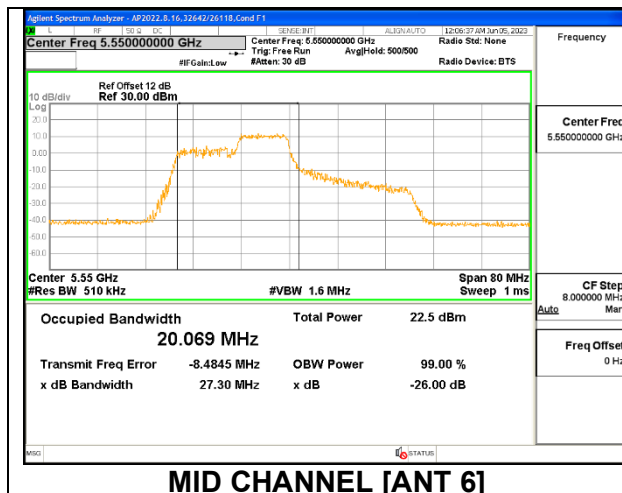 Agilent Spectrum Analyzer - AP2022.8.16,32642/26118,Cond F1
L RF 50 Ω DC SENSE:INT ALIGN AUTO 12:06:37 AM Jun 05, 2023
Center Freq 5.550000000 GHz Center Freq: 5.550000000 GHz Radio Std: None Frequency
Trig: Free Run Avg|Hold: 500/500
#IFGain:Low #Atten: 30 dB Radio Device: BTS
Ref Offset 12 dB
10 dB/div Ref 30.00 dBm
Log
20.0
10.0
0.00
-10.0
-20.0
-30.0
-40.0
-50.0
-60.0
Center Freq
5.550000000 GHz
Center 5.55 GHz Span 80 MHz
#Res BW 510 kHz #VBW 1.6 MHz Sweep 1 ms
CF Step
8.000000 MHz
Auto Man
Occupied Bandwidth Total Power 22.5 dBm
20.069 MHz
Transmit Freq Error -8.4845 MHz OBW Power 99.00 %
x dB Bandwidth 27.30 MHz x dB -26.00 dB
Freq Offset
0 Hz
MSG STATUS
MID CHANNEL [ANT 6]